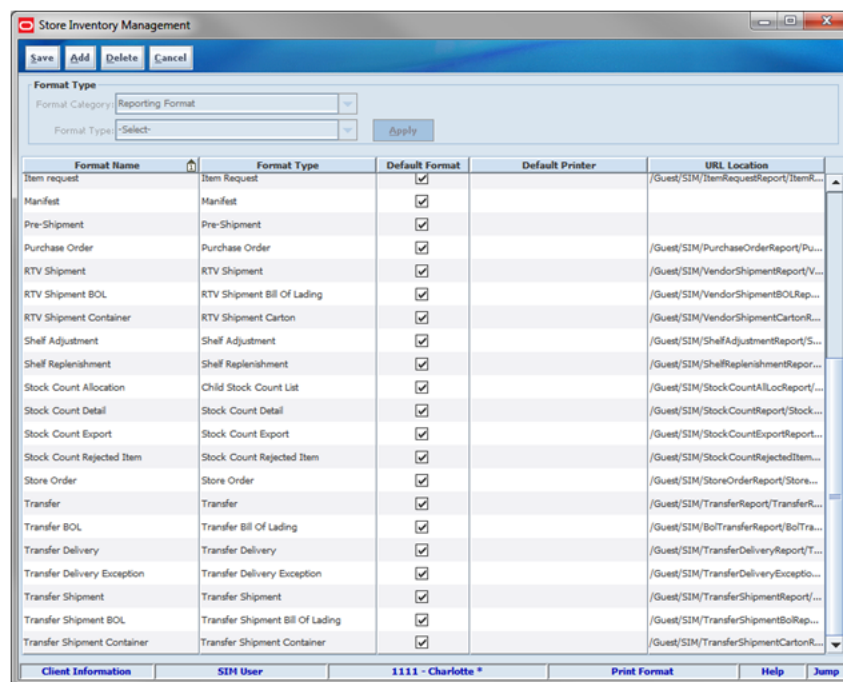 Store Inventory Management
Save Add Delete Cancel
Format Type
Format Category: Reporting Format
Format Type: -Select- Apply
Format Name Format Type Default Format Default Printer URL Location
Item request Item Request /Guest/SIM/ItemRequestReport/ItemR...
Manifest Manifest
Pre-Shipment Pre-Shipment
Purchase Order Purchase Order /Guest/SIM/PurchaseOrderReport/Pu...
RTV Shipment RTV Shipment /Guest/SIM/VendorShipmentReport/V...
RTV Shipment BOL RTV Shipment Bill Of Lading /Guest/SIM/VendorShipmentBOLRep...
RTV Shipment Container RTV Shipment Carton /Guest/SIM/VendorShipmentCartonR...
Shelf Adjustment Shelf Adjustment /Guest/SIM/ShelfAdjustmentReport/S...
Shelf Replenishment Shelf Replenishment /Guest/SIM/ShelfReplenishmentRepor...
Stock Count Allocation Child Stock Count List /Guest/SIM/StockCountAllLocReport/...
Stock Count Detail Stock Count Detail /Guest/SIM/StockCountReport/Stock...
Stock Count Export Stock Count Export /Guest/SIM/StockCountExportReport...
Stock Count Rejected Item Stock Count Rejected Item /Guest/SIM/StockCountRejectedItem...
Store Order Store Order /Guest/SIM/StoreOrderReport/Store...
Transfer Transfer /Guest/SIM/TransferReport/TransferR...
Transfer BOL Transfer Bill Of Lading /Guest/SIM/BolTransferReport/BolTra...
Transfer Delivery Transfer Delivery /Guest/SIM/TransferDeliveryReport/T...
Transfer Delivery Exception Transfer Delivery Exception /Guest/SIM/TransferDeliveryExceptio...
Transfer Shipment Transfer Shipment /Guest/SIM/TransferShipmentReport/...
Transfer Shipment BOL Transfer Shipment Bill Of Lading /Guest/SIM/TransferShipmentBolRep...
Transfer Shipment Container Transfer Shipment Container /Guest/SIM/TransferShipmentCartonR...
Client Information SIM User 1111 - Charlotte * Print Format Help Jump